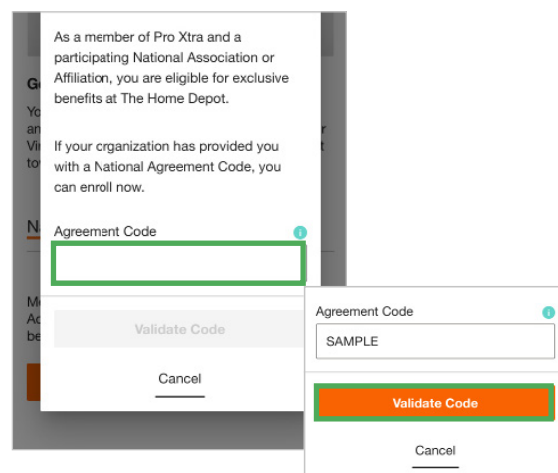 As a member of Pro Xtra and a
participating National Association or
Affiliation, you are eligible for exclusive
benefits at The Home Depot.
If your organization has provided you
with a National Agreement Code, you
can enroll now.
Agreement Code
Validate Code
Cancel
Agreement Code
SAMPLE
Validate Code
Cancel